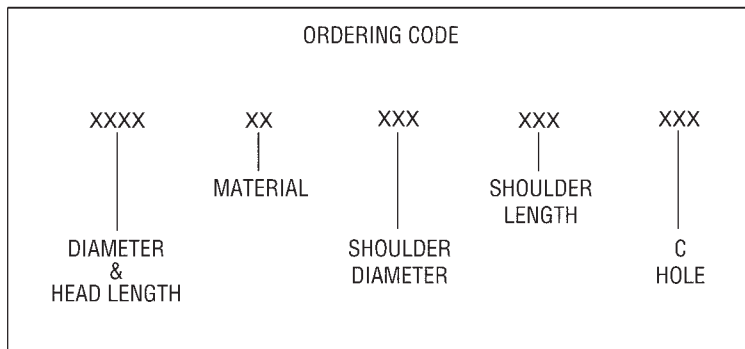 ORDERING CODE
XXXX XX XXX XXX XXX
MATERIAL
SHOULDER
LENGTH
DIAMETER
&
HEAD LENGTH
SHOULDER
DIAMETER
C
HOLE